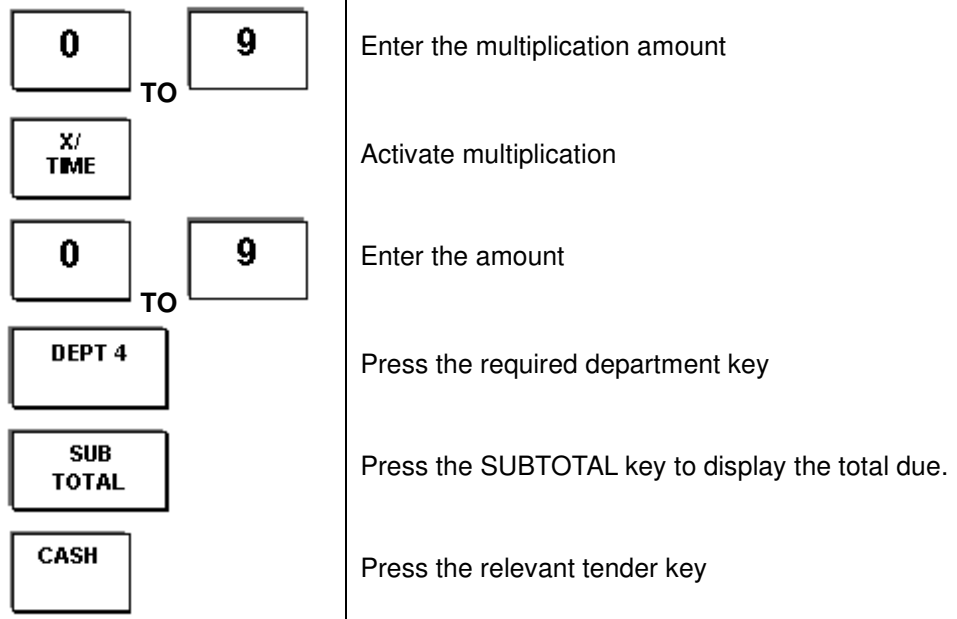 0 9 Enter the multiplication amount
TO
X/
TIME Activate multiplication
0 9 Enter the amount
TO
DEPT 4
Press the required department key
SUB
TOTAL Press the SUBTOTAL key to display the total due.
CASH
Press the relevant tender key